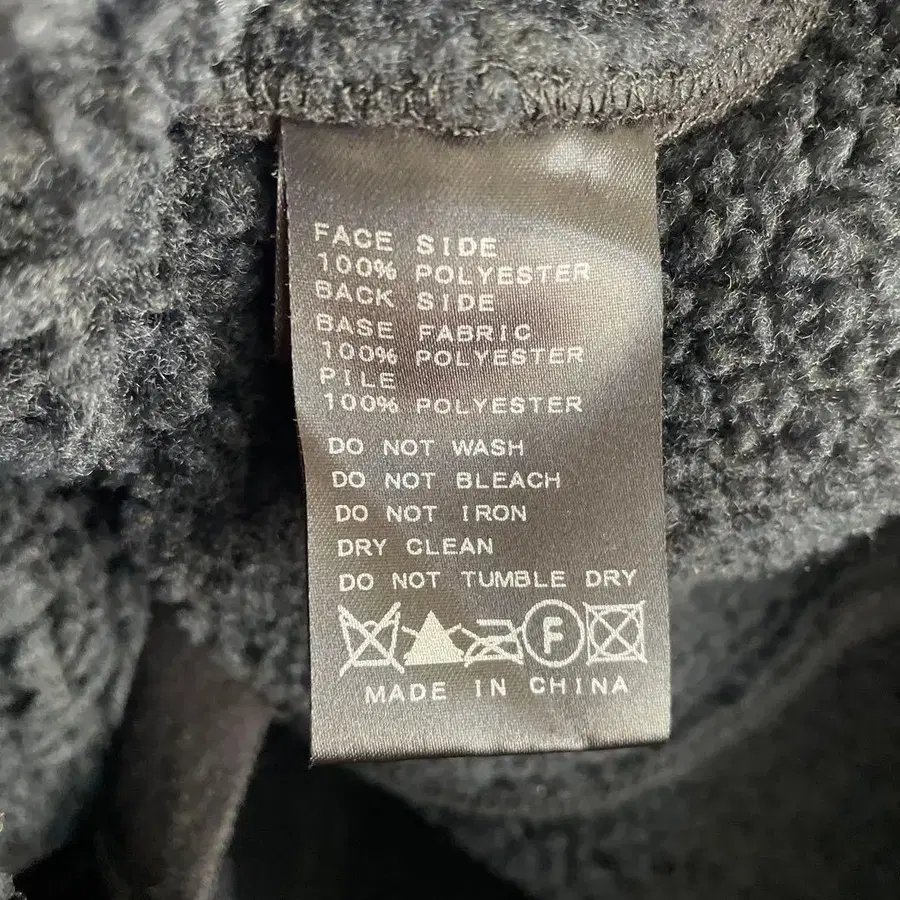 FACE SIDE
100% POLYESTER
BACK SIDE
BASE FABRIC
100% POLYESTER
PILE
100% POLYESTER
DO NOT WASH
DO NOT BLEACH
DO NOT IRON
DRY CLEAN
DO NOT TUMBLE DRY
F
MADE IN CHINA